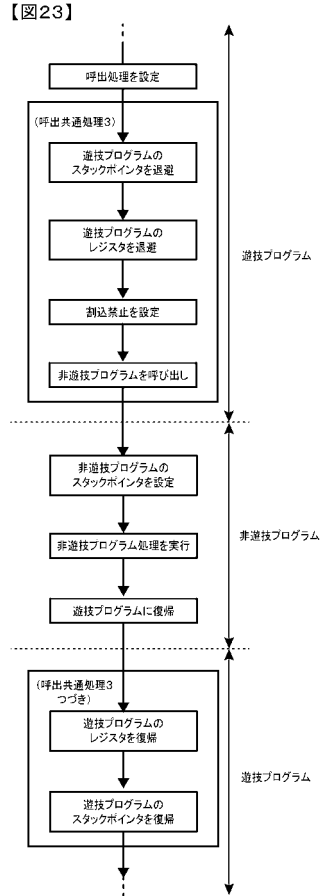 【図23】
呼出処理を設定
(呼出共通処理3)
遊技プログラムの
スタックポインタを退避
遊技プログラムの
レジスタを退避
遊技プログラム
割込禁止を設定
非遊技プログラムを呼び出し
非遊技プログラムの
スタックポインタを設定
非遊技プログラム
非遊技プログラム処理を実行
遊技プログラムに復帰
(呼出共通処理3
つづき)
遊技プログラムの
レジスタを復帰
遊技プログラム
遊技プログラムの
スタックポインタを復帰